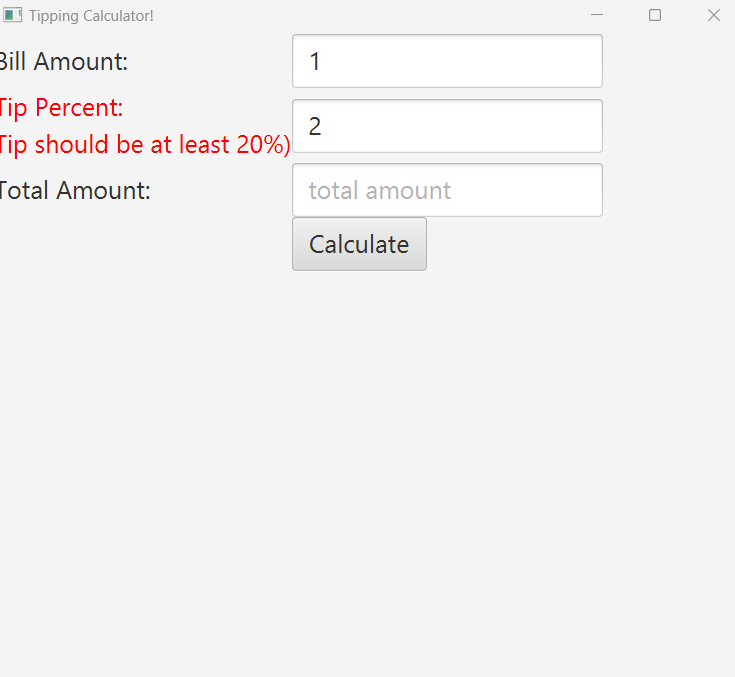 Tipping Calculator!
Bill Amount: 1
Tip Percent:
Tip should be at least 20%) 2
Total Amount: total amount
Calculate